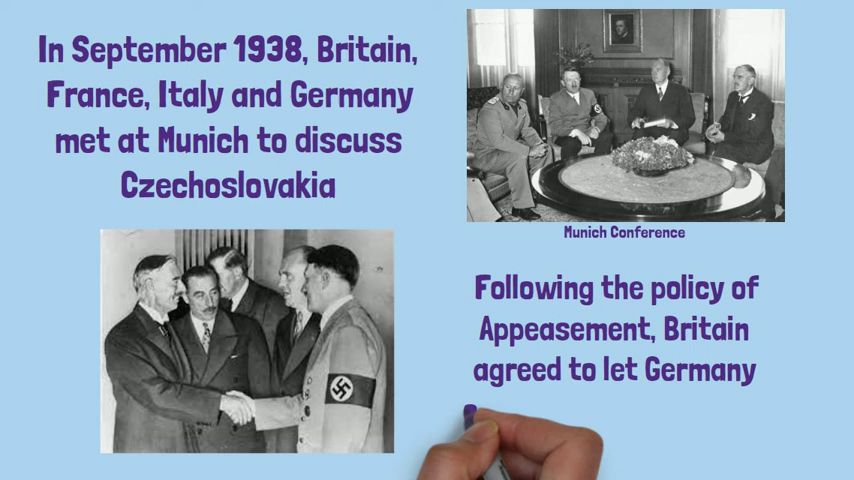 In September 1938, Britain,
France, Italy and Germany
met at Munich to discuss
Czechoslovakia
Munich Conference
Following the policy of
Appeasement, Britain
agreed to let Germany